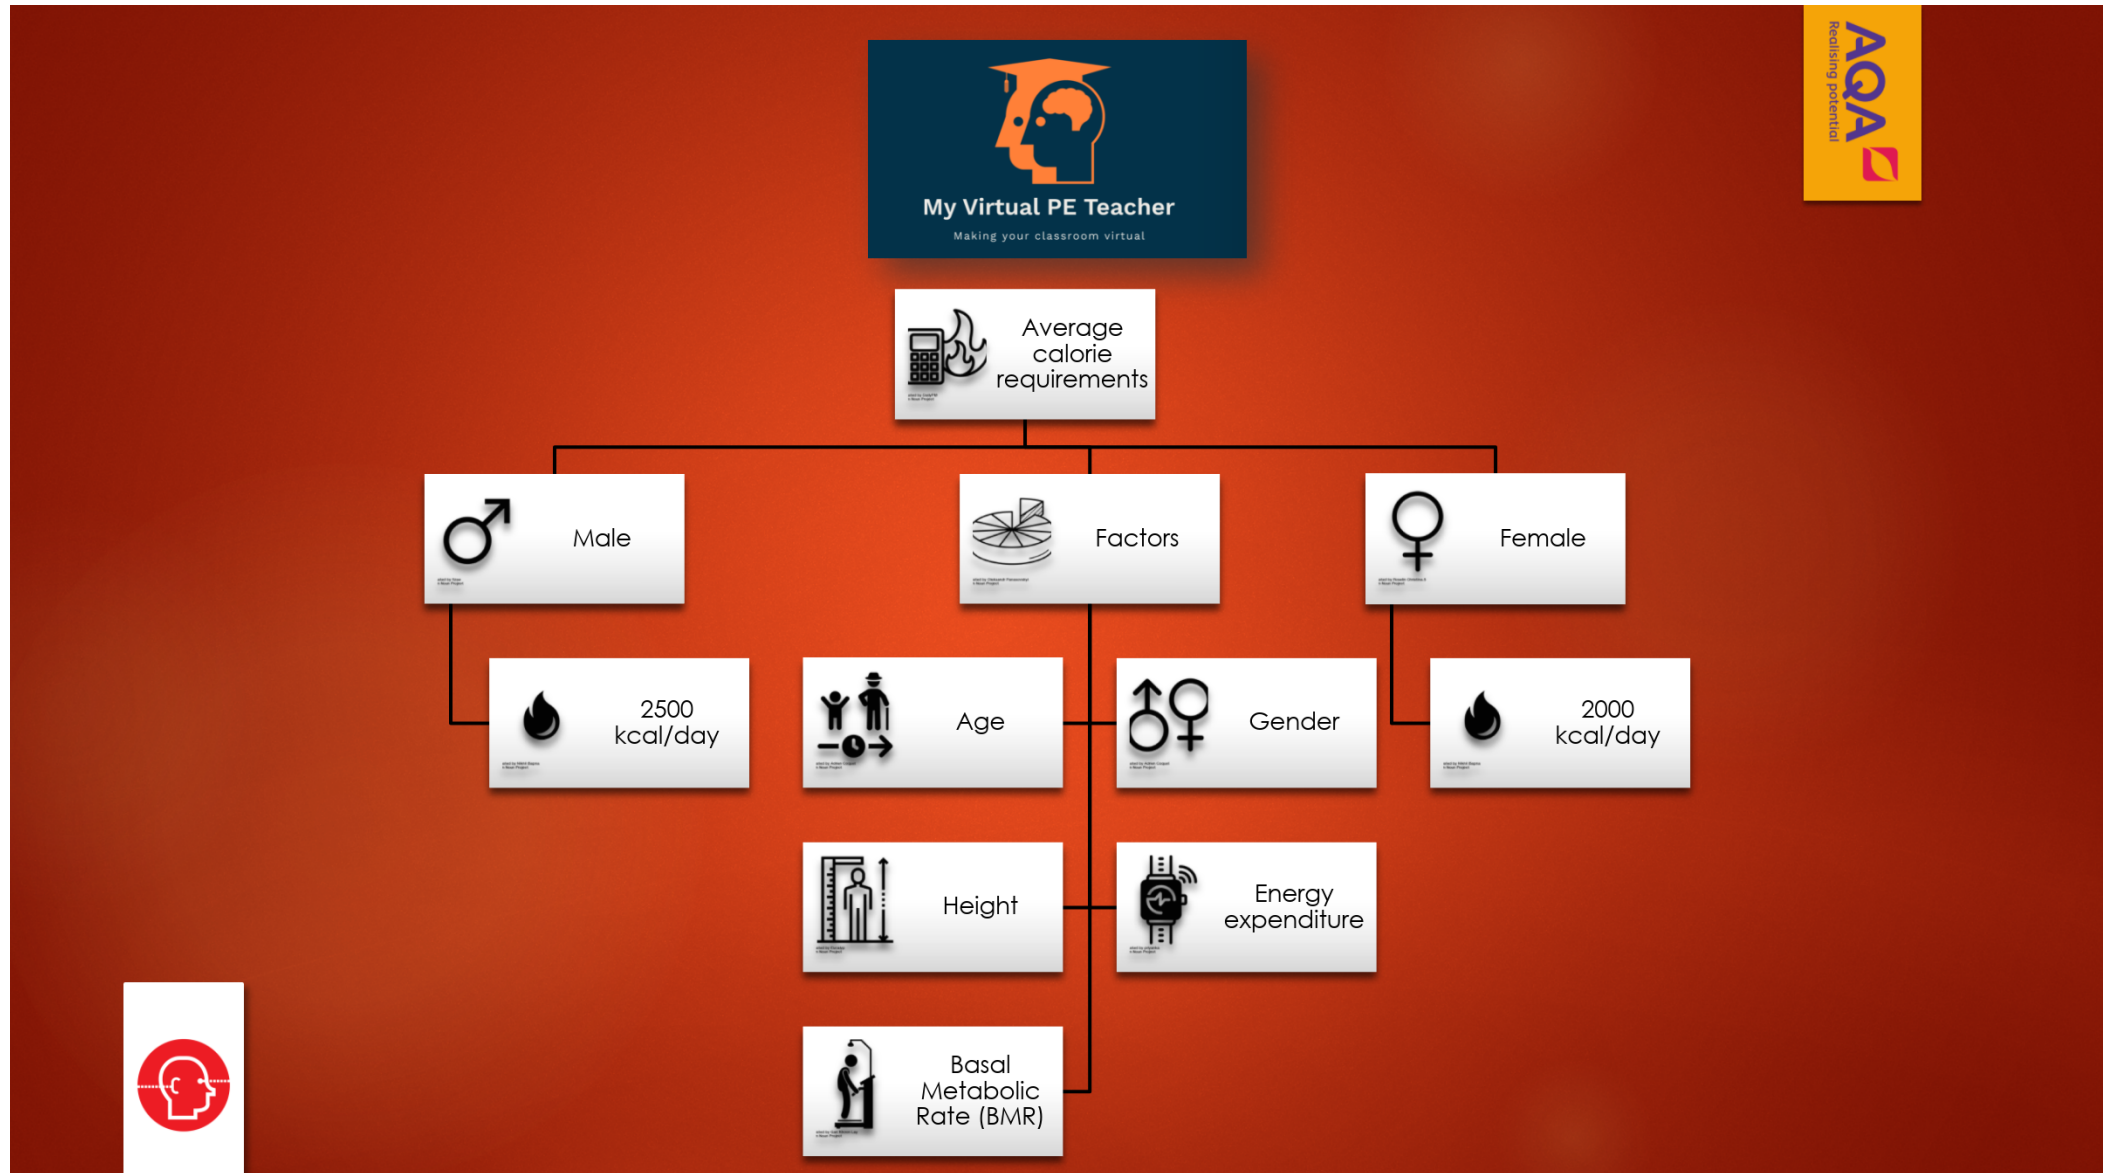 AQA
Realising potential
My Virtual PE Teacher
Making your classroom virtual
Average
calorie
requirements
Male
Factors
Female
2500
kcal/day
Age
Gender
2000
kcal/day
Height
Energy
expenditure
Basal
Metabolic
Rate (BMR)